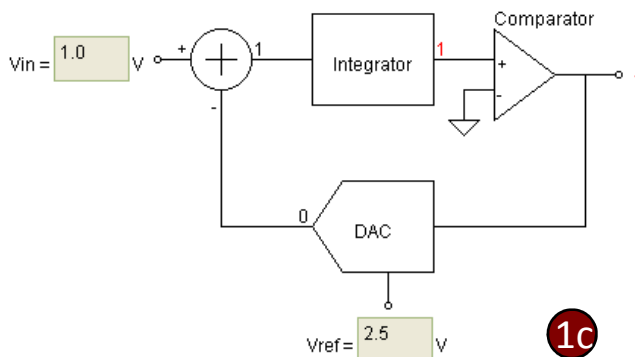 Comparator
Vin = 1.0 V
+
1
Integrator
1
+
-
-
0
DAC
Vref = 2.5 V
1c